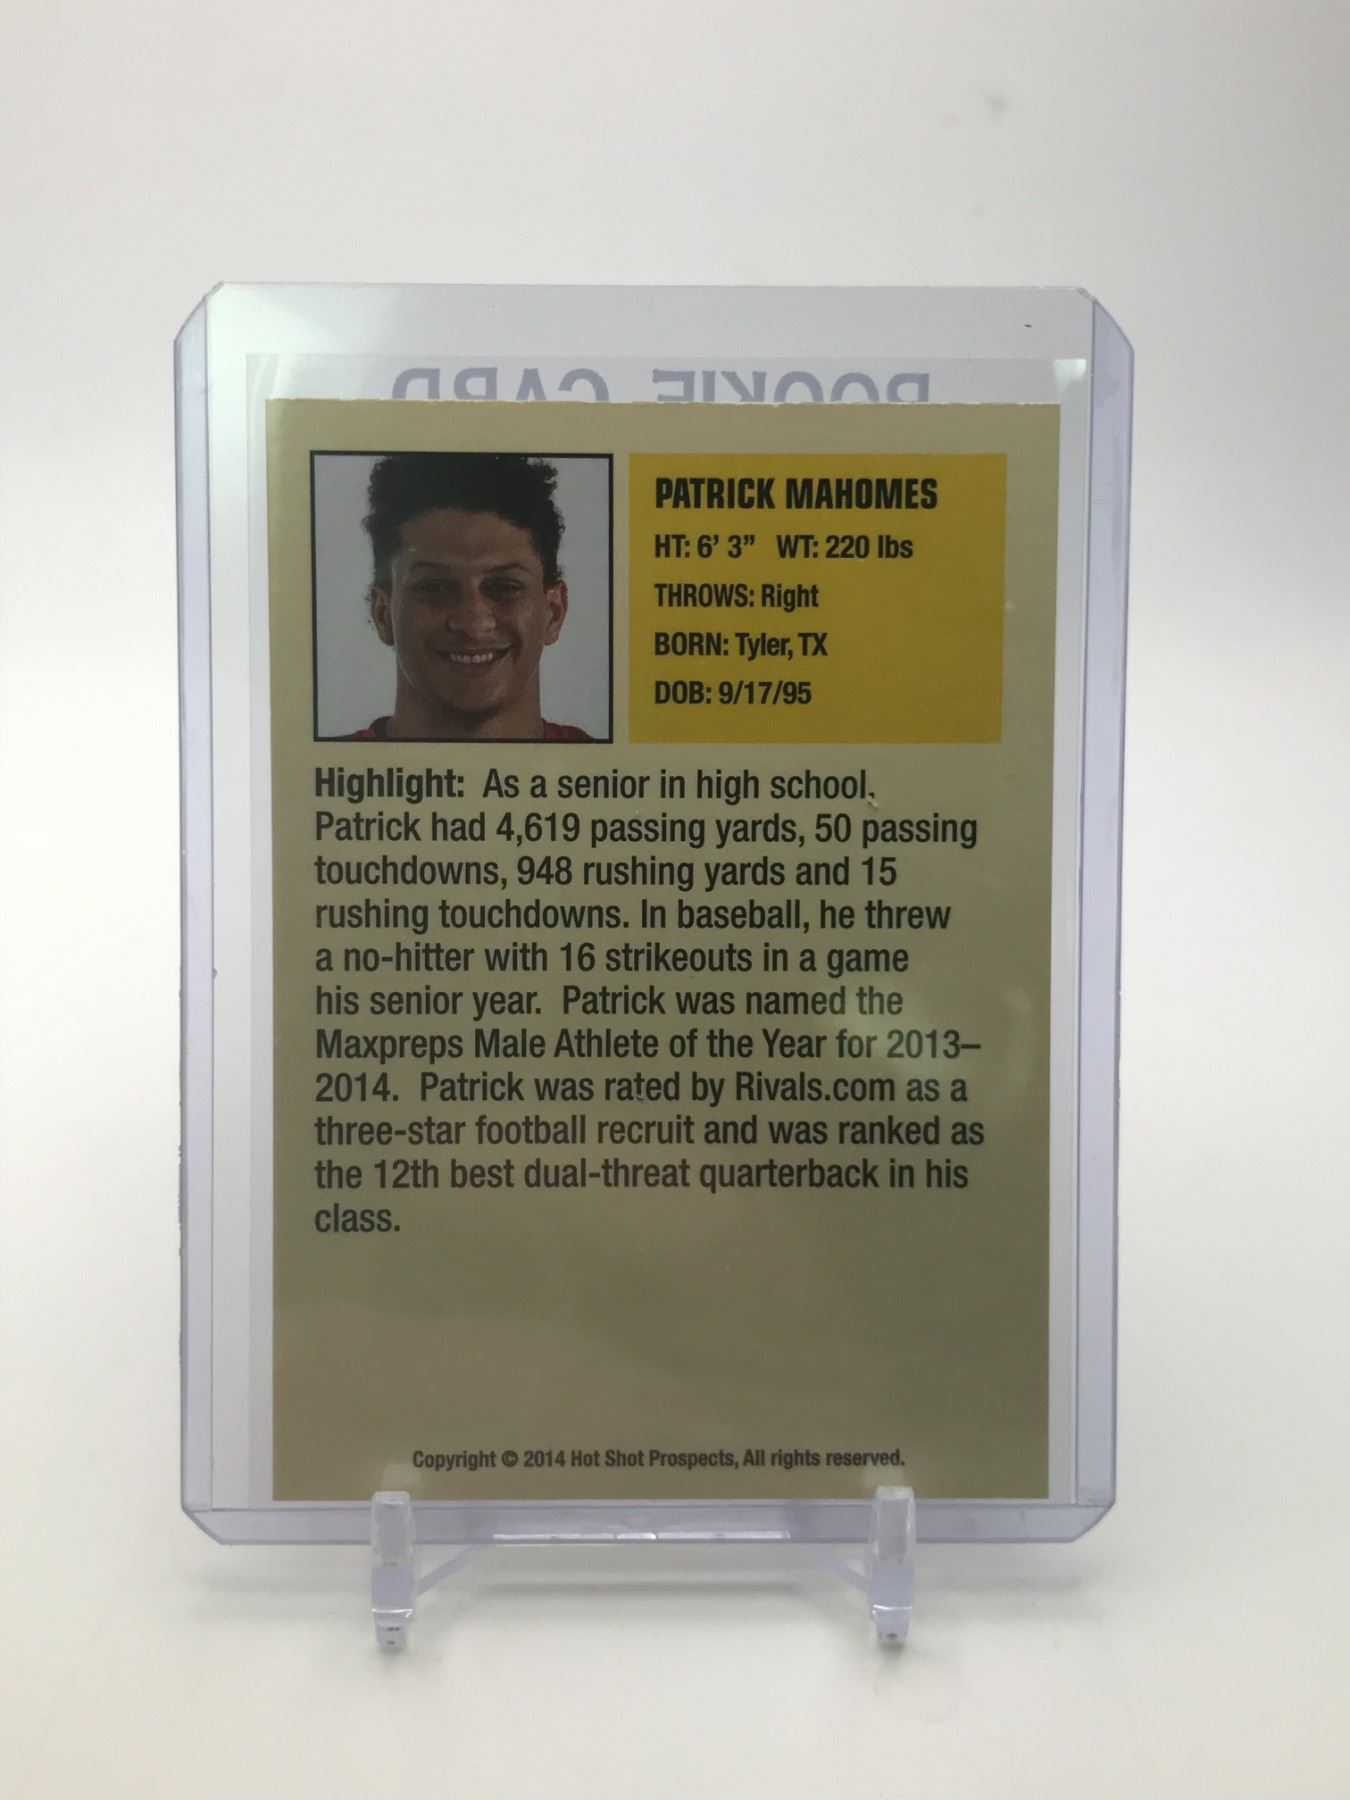 ROOKIE CARD
PATRICK MAHOMES
HT: 6’ 3” WT: 220 lbs
THROWS: Right
BORN: Tyler, TX
DOB: 9/17/95
Highlight: As a senior in high school,
Patrick had 4,619 passing yards, 50 passing
touchdowns, 948 rushing yards and 15
rushing touchdowns. In baseball, he threw
a no-hitter with 16 strikeouts in a game
his senior year. Patrick was named the
Maxpreps Male Athlete of the Year for 2013–
2014. Patrick was rated by Rivals.com as a
three-star football recruit and was ranked as
the 12th best dual-threat quarterback in his
class.
Copyright © 2014 Hot Shot Prospects, All rights reserved.